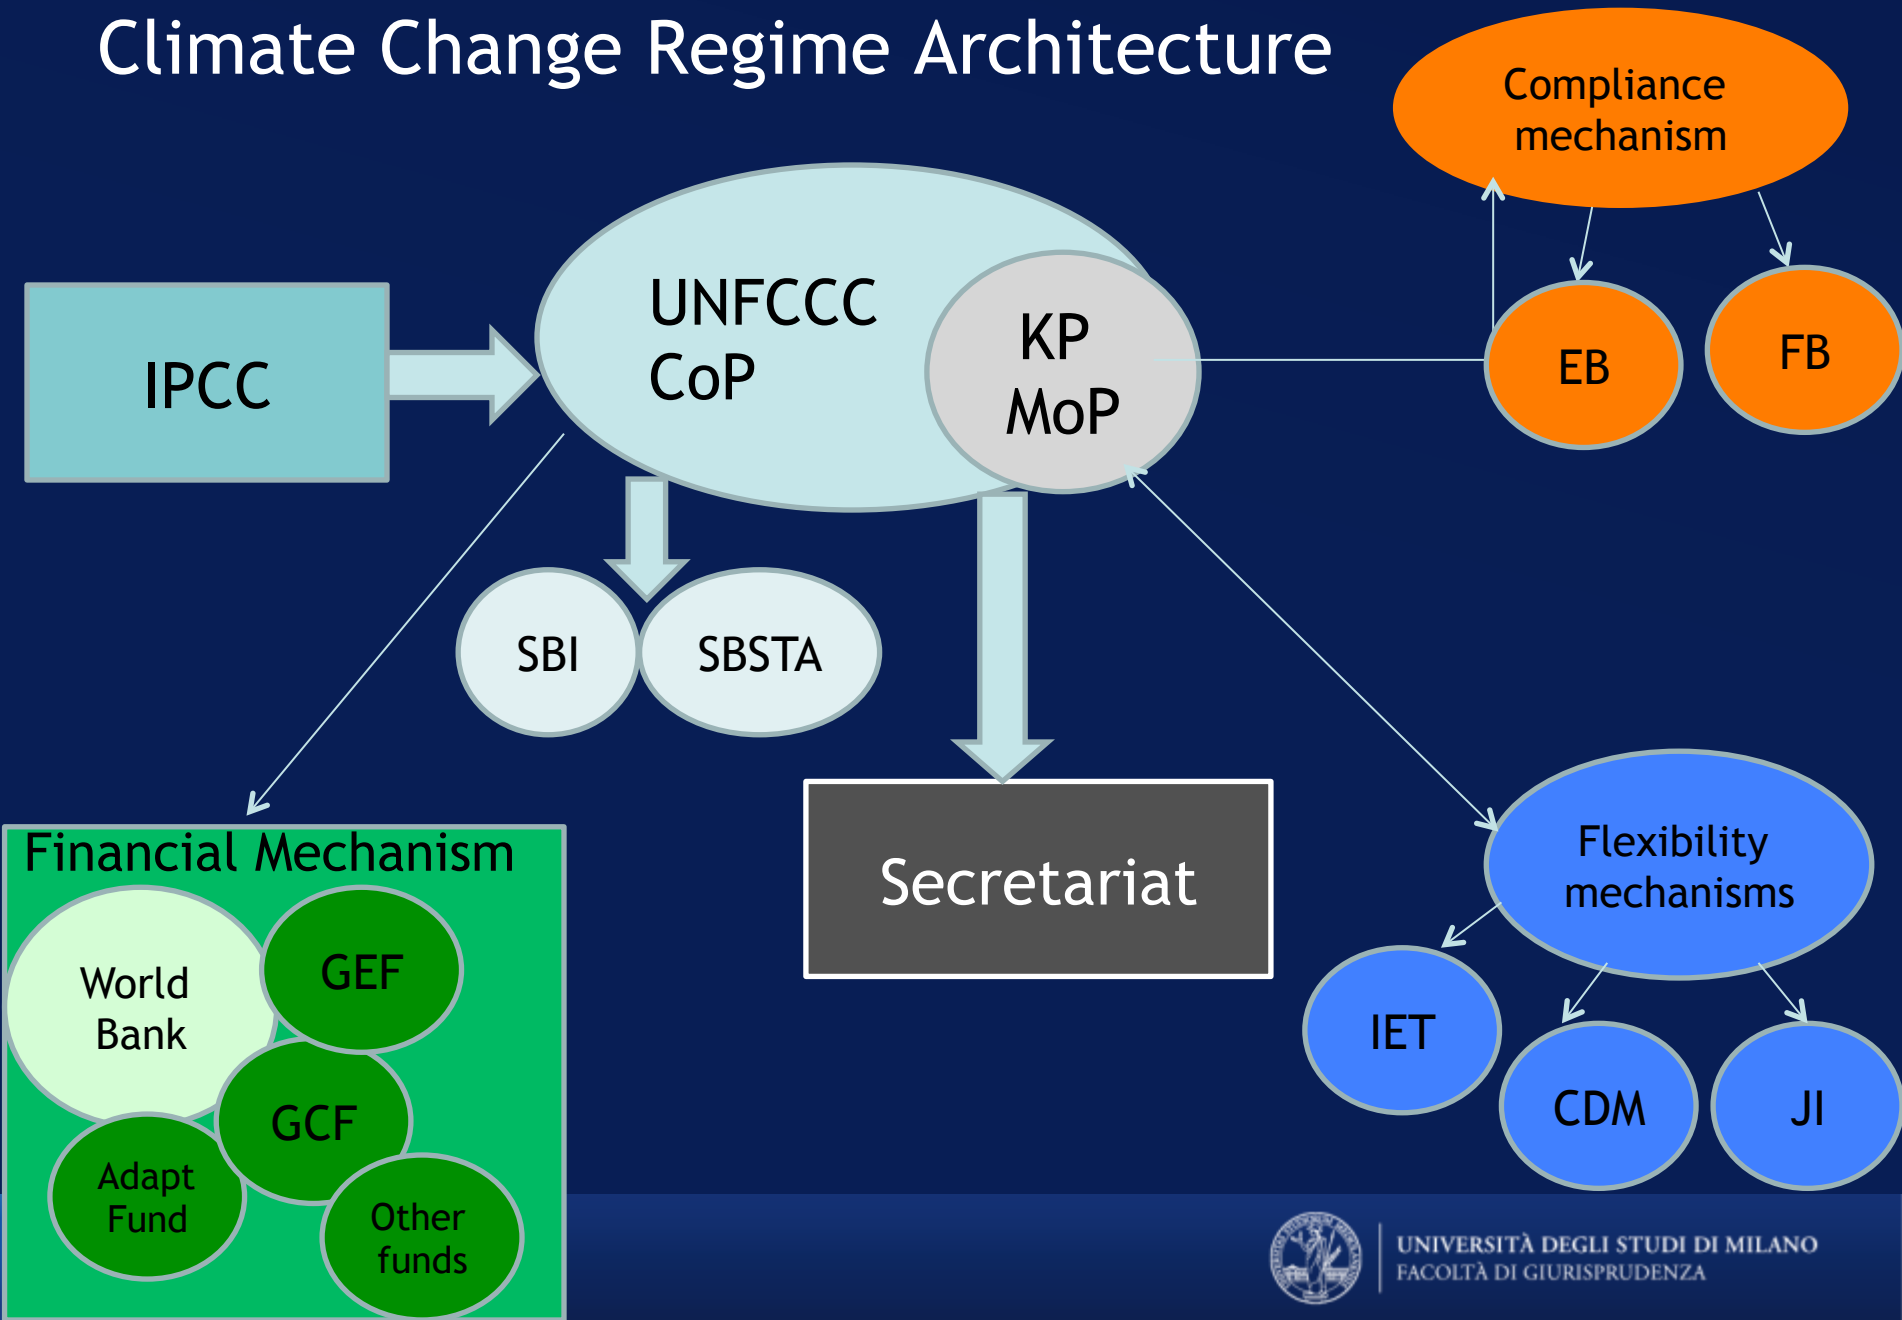 Climate Change Regime Architecture
Compliance
mechanism
UNFCCC
CoP
KP
MoP
IPCC
EB
FB
SBI
SBSTA
Financial Mechanism
World
Bank
GEF
GCF
Adapt
Fund
Other
funds
Secretariat
Flexibility
mechanisms
IET
CDM
JI
UNIVERSITÀ DEGLI STUDI DI MILANO
FACOLTÀ DI GIURISPRUDENZA